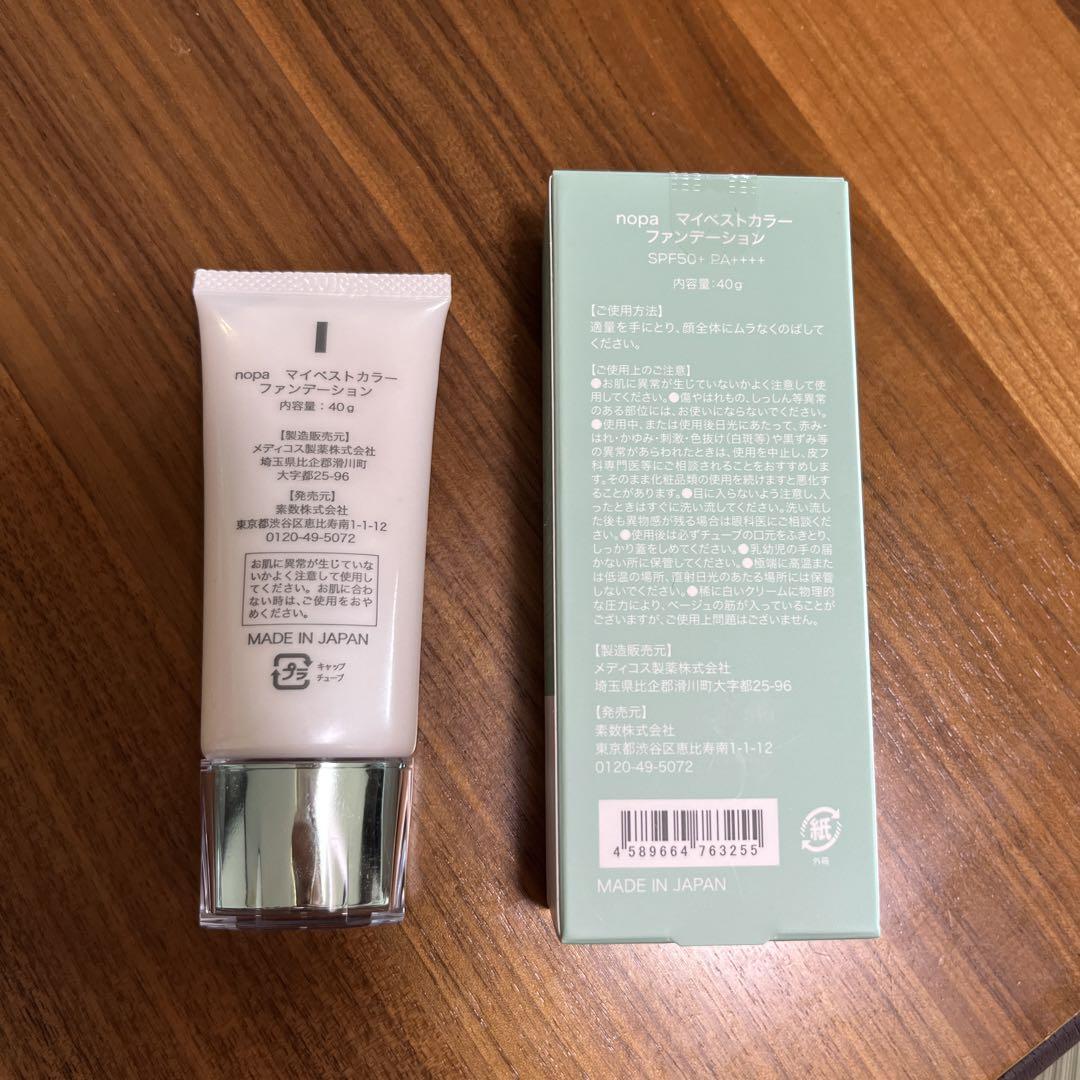 nopa マイベストカラー
ファンデーション
内容量：40g
【製造販売元】
メディコス製薬株式会社
埼玉県比企郡滑川町
大字都25-96
【発売元】
素数株式会社
東京都渋谷区恵比寿南1-1-12
0120-49-5072
お肌に異常が生じていな
いかよく注意して使用し
てください。お肌に合わ
ない時は、ご使用をおや
めください。
MADE IN JAPAN
プラ
キャップ
チューブ
nopa マイベストカラー
ファンデーション
SPF50+ PA++++
内容量：40g
【ご使用方法】
適量を手にとり、顔全体にムラなくのばして
ください。
【ご使用上のご注意】
●お肌に異常が生じていないかよく注意して使
用してください。●傷やはれもの、しっしん等異常
のある部位には、お使いにならないでください。
●使用中、または使用後日光にあたって、赤み・
はれ・かゆみ・刺激・色抜け(白斑等)や黒ずみ等
の異常があらわれたときは、使用を中止し、皮フ
科専門医等にご相談されることをおすすめしま
す。そのまま化粧品類の使用を続けますと悪化す
ることがあります。●目に入らないよう注意し、入
ったときはすぐに洗い流してください。洗い流し
た後も異物感が残る場合は眼科医にご相談くだ
さい。●使用後は必ずチューブの口元をふきとり、
しっかり蓋をしめてください。●乳幼児の手の届
かない所に保管してください。●極端に高温また
は低温の場所、直射日光のあたる場所には保管
しないでください。●稀に白いクリームに物理的
な圧力により、ベージュの筋が入っていることが
ございますが、ご使用上問題はございません。
【製造販売元】
メディコス製薬株式会社
埼玉県比企郡滑川町大字都25-96
【発売元】
素数株式会社
東京都渋谷区恵比寿南1-1-12
0120-49-5072
4 589664 763255
紙
外箱
MADE IN JAPAN